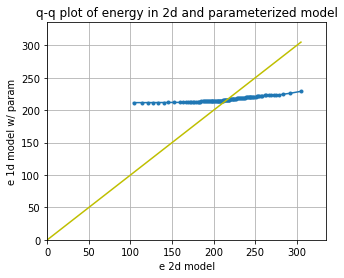 q-q plot of energy in 2d and parameterized model
e 1d model w/ param
300
250
200
150
100
50
0
0 50 100 150 200 250 300
e 2d model